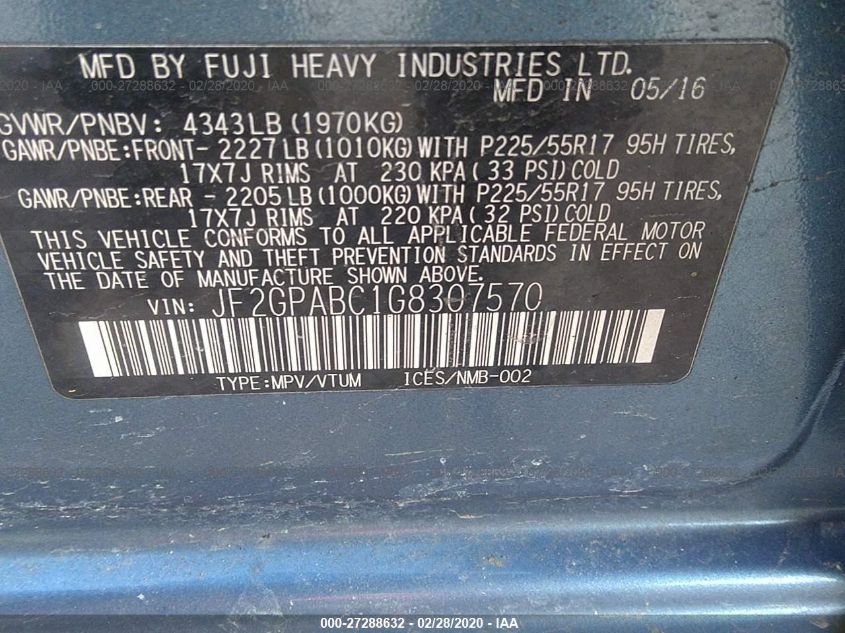 MFD BY FUJI HEAVY INDUSTRIES LTD.
MFD IN 05/16
GVWR/PNBV: 4343LB(1970KG)
GAWR/PNBE:FRONT- 2227LB(1010KG)WITH P225/55R17 95H TIRES,
17X7J RIMS AT 230 KPA(33 PSI)COLD
GAWR/PNBE:REAR - 2205LB(1000KG)WITH P225/55R17 95H TIRES,
17X7J RIMS AT 220 KPA(32 PSI)COLD
THIS VEHICLE CONFORMS TO ALL APPLICABLE FEDERAL MOTOR
VEHICLE SAFETY AND THEFT PREVENTION STANDARDS IN EFFECT ON
THE DATE OF MANUFACTURE SHOWN ABOVE.
VIN: JF2GPABC1G8307570
TYPE:MPV/VTUM ICES/NMB-002
000-27288632 - 02/28/2020 - IAA